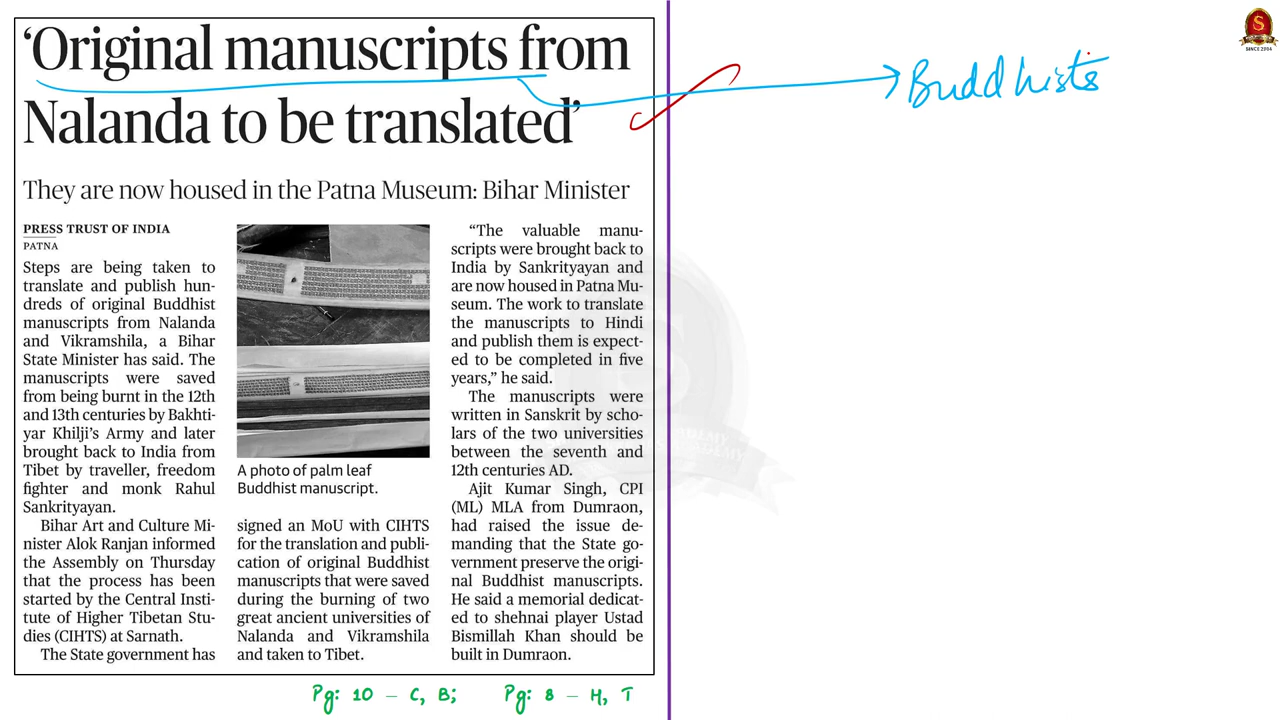 ‘Original manuscripts from
Nalanda to be translated’
They are now housed in the Patna Museum: Bihar Minister
PRESS TRUST OF INDIA
PATNA
Steps are being taken to
translate and publish hun-
dreds of original Buddhist
manuscripts from Nalanda
and Vikramshila, a Bihar
State Minister has said. The
manuscripts were saved
from being burnt in the 12th
and 13th centuries by Bakhti-
yar Khilji’s Army and later
brought back to India from
Tibet by traveller, freedom
fighter and monk Rahul
Sankrityayan.
Bihar Art and Culture Mi-
nister Alok Ranjan informed
the Assembly on Thursday
that the process has been
started by the Central Insti-
tute of Higher Tibetan Stu-
dies (CIHTS) at Sarnath.
The State government has
A photo of palm leaf
Buddhist manuscript.
signed an MoU with CIHTS
for the translation and publi-
cation of original Buddhist
manuscripts that were saved
during the burning of two
great ancient universities of
Nalanda and Vikramshila
and taken to Tibet.
“The valuable manu-
scripts were brought back to
India by Sankrityayan and
are now housed in Patna Mu-
seum. The work to translate
the manuscripts to Hindi
and publish them is expect-
ed to be completed in five
years,” he said.
The manuscripts were
written in Sanskrit by scho-
lars of the two universities
between the seventh and
12th centuries AD.
Ajit Kumar Singh, CPI
(ML) MLA from Dumraon,
had raised the issue de-
manding that the State go-
vernment preserve the origi-
nal Buddhist manuscripts.
He said a memorial dedicat-
ed to shehnai player Ustad
Bismillah Khan should be
built in Dumraon.
Pg: 10 – C, B; Pg: 8 – H, T
Buddhists
S
SINCE 2004